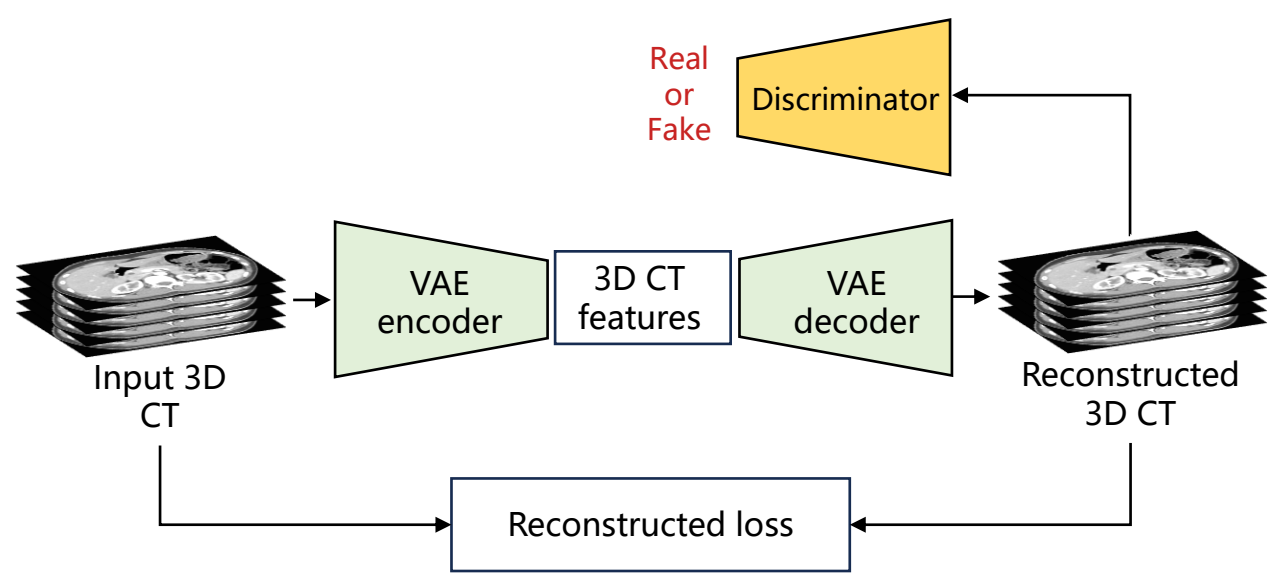 Real
or
Fake
Discriminator
VAE
encoder
3D CT
features
VAE
decoder
Input 3D
CT
Reconstructed
3D CT
Reconstructed loss